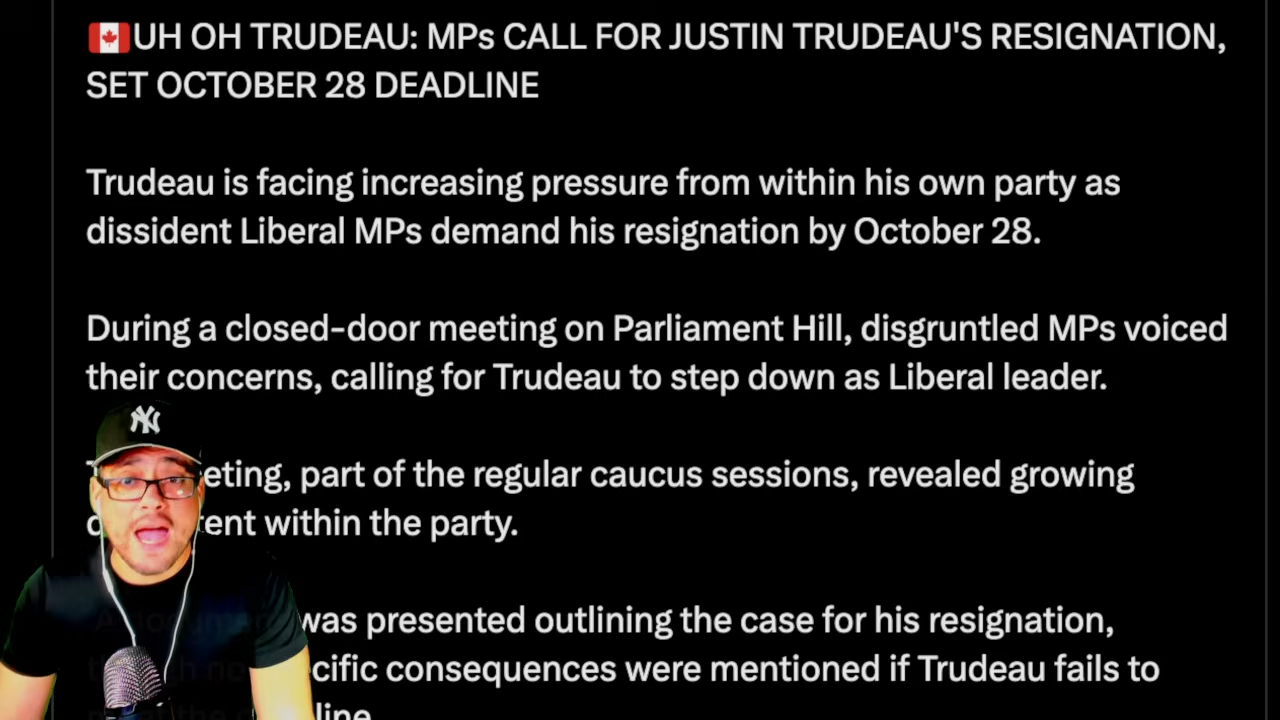 🇨🇦UH OH TRUDEAU: MPs CALL FOR JUSTIN TRUDEAU'S RESIGNATION,
SET OCTOBER 28 DEADLINE
Trudeau is facing increasing pressure from within his own party as
dissident Liberal MPs demand his resignation by October 28.
During a closed-door meeting on Parliament Hill, disgruntled MPs voiced
their concerns, calling for Trudeau to step down as Liberal leader.
NY
part of the regular caucus sessions, revealed growing
within the party.
was presented outlining the case for his resignation,
consequences were mentioned if Trudeau fails to